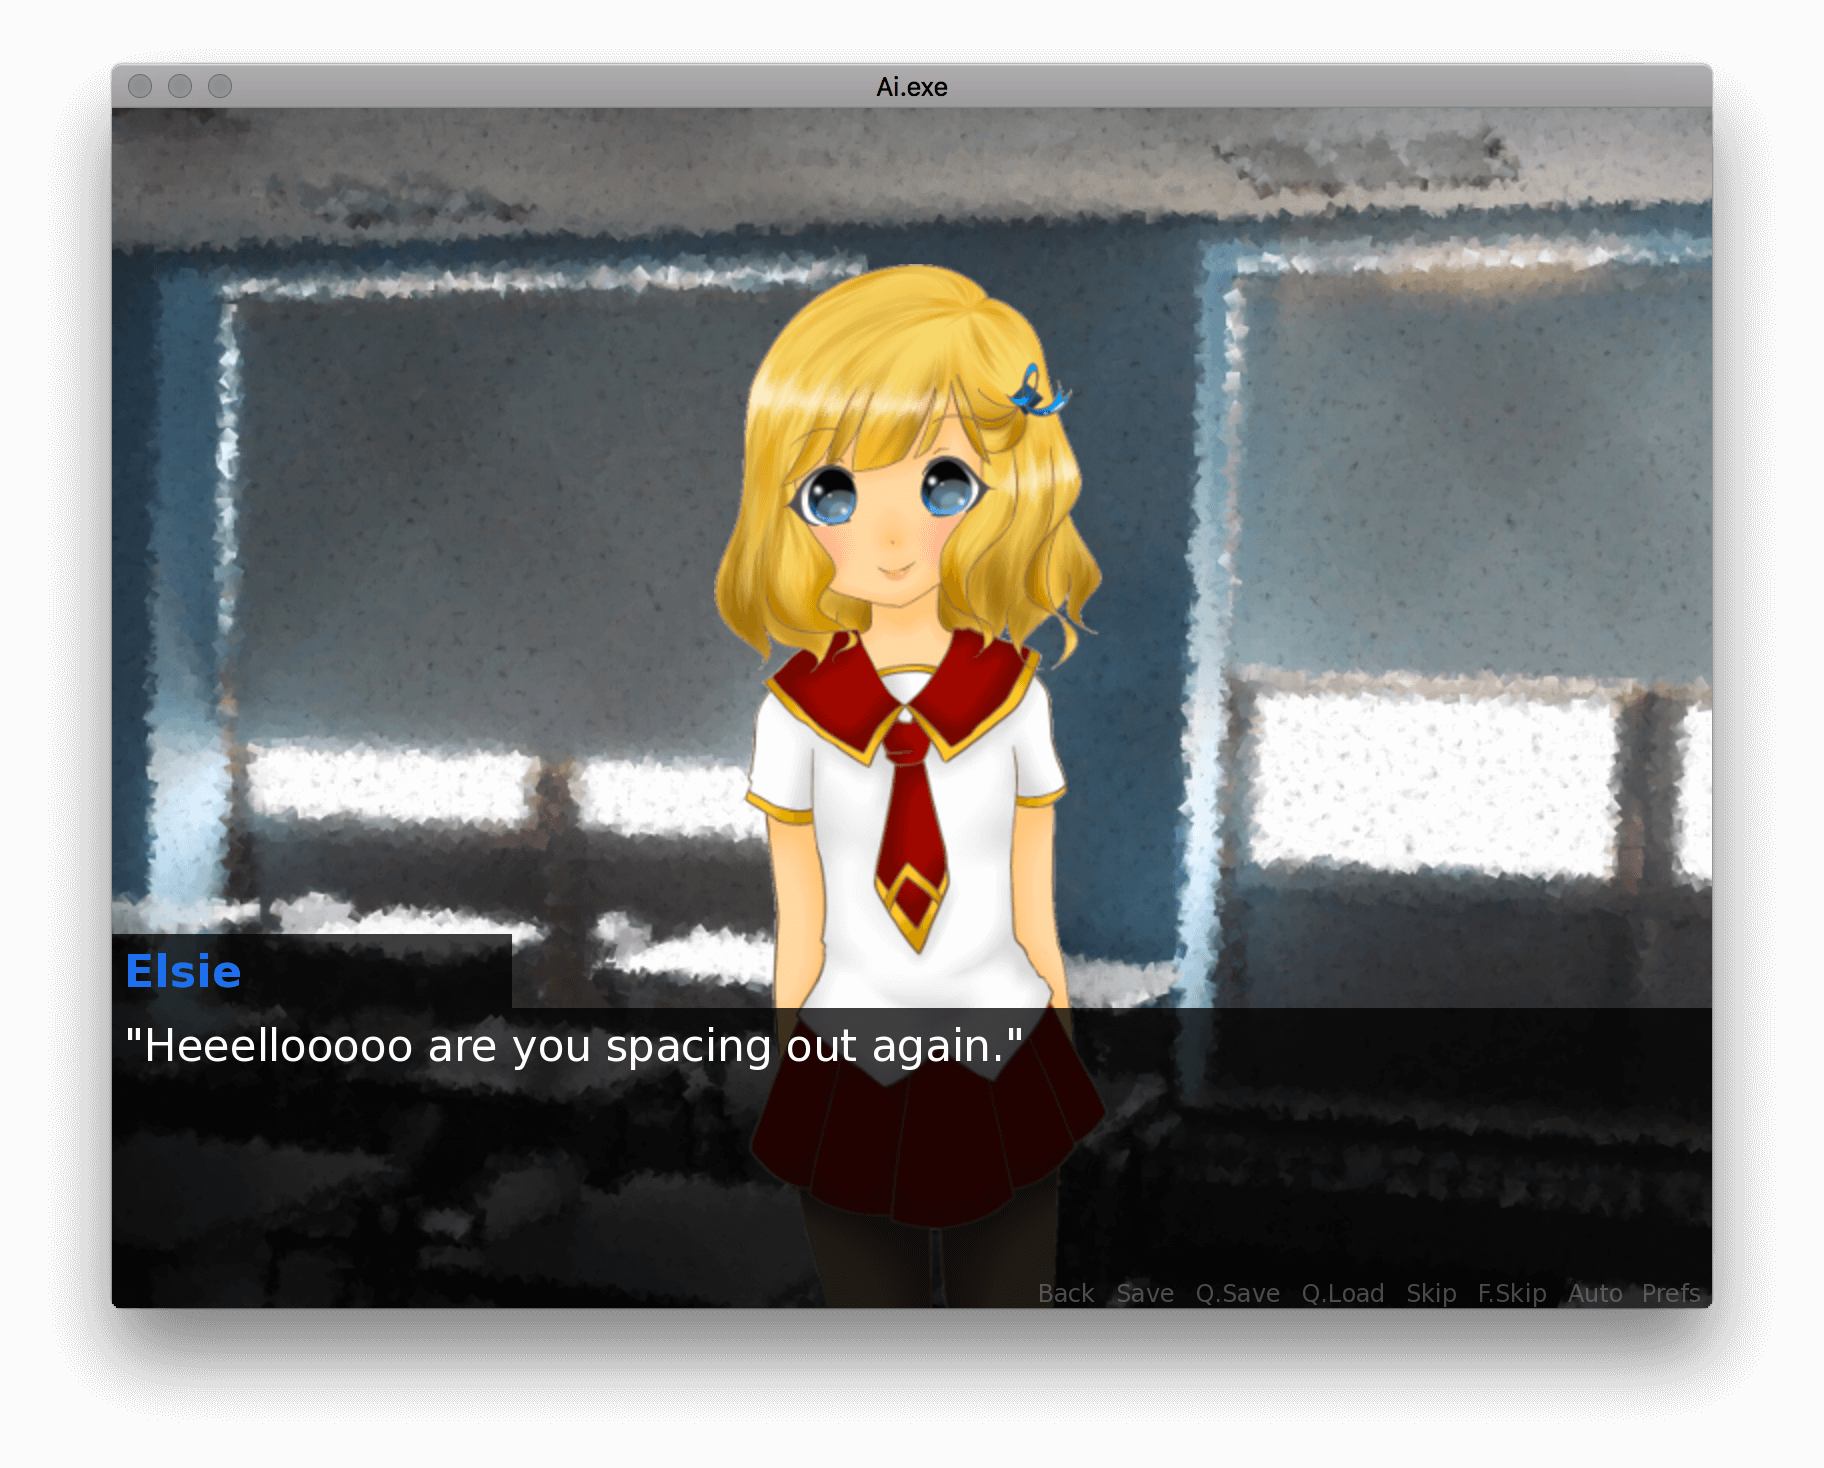 Ai.exe
Elsie
"Heeellooooo are you spacing out again."
Back Save Q.Save Q.Load Skip F.Skip Auto Prefs